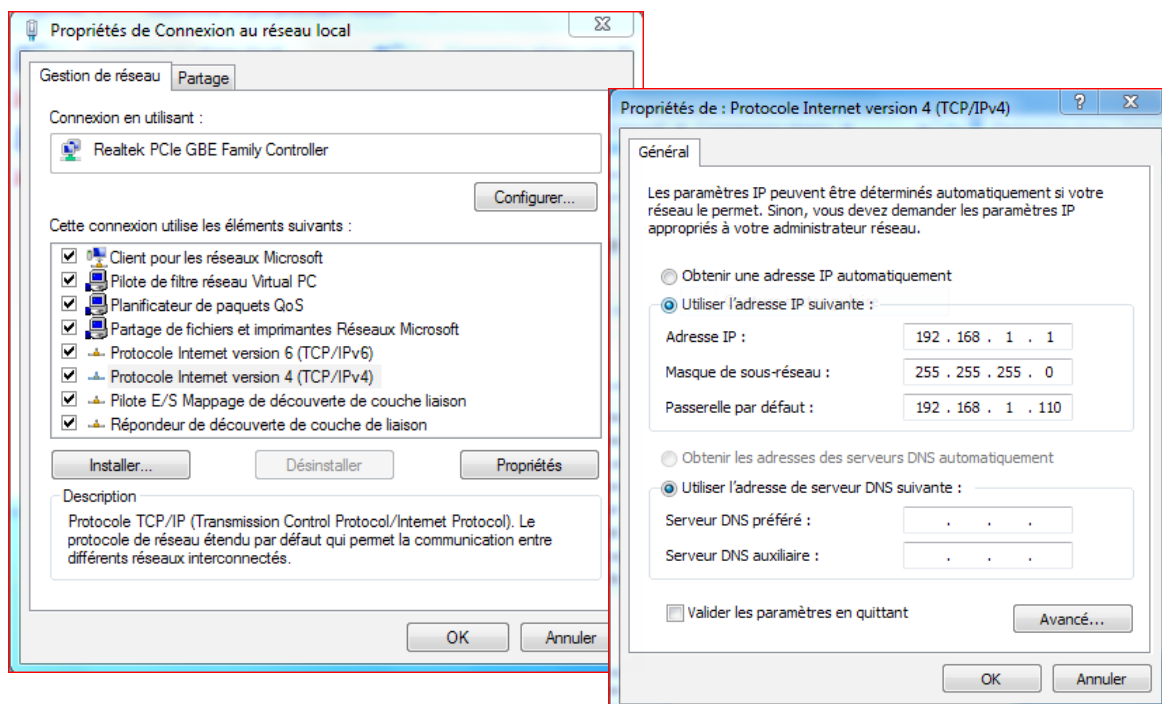 Propriétés de Connexion au réseau local
Gestion de réseau
Partage
Connexion en utilisant :
Realtek PCIe GBE Family Controller
Configurer...
Cette connexion utilise les éléments suivants :
Client pour les réseaux Microsoft
Pilote de filtre réseau Virtual PC
Planificateur de paquets QoS
Partage de fichiers et imprimantes Réseaux Microsoft
Protocole Internet version 6 (TCP/IPv6)
Protocole Internet version 4 (TCP/IPv4)
Pilote E/S Mappage de découverte de couche liaison
Répondeur de découverte de couche de liaison
Installer...
Désinstaller
Propriétés
Description
Protocole TCP/IP (Transmission Control Protocol/Internet Protocol). Le
protocole de réseau étendu par défaut qui permet la communication entre
différents réseaux interconnectés.
OK
Annuler
Propriétés de : Protocole Internet version 4 (TCP/IPv4)
?
Général
Les paramètres IP peuvent être déterminés automatiquement si votre
réseau le permet. Sinon, vous devez demander les paramètres IP
appropriés à votre administrateur réseau.
Obtenir une adresse IP automatiquement
Utiliser l'adresse IP suivante :
Adresse IP : 192 . 168 . 1 . 1
Masque de sous-réseau : 255 . 255 . 255 . 0
Passerelle par défaut : 192 . 168 . 1 . 110
Obtenir les adresses des serveurs DNS automatiquement
Utiliser l'adresse de serveur DNS suivante :
Serveur DNS préféré : . . .
Serveur DNS auxiliaire : . . .
Valider les paramètres en quittant
Avancé...
OK
Annuler